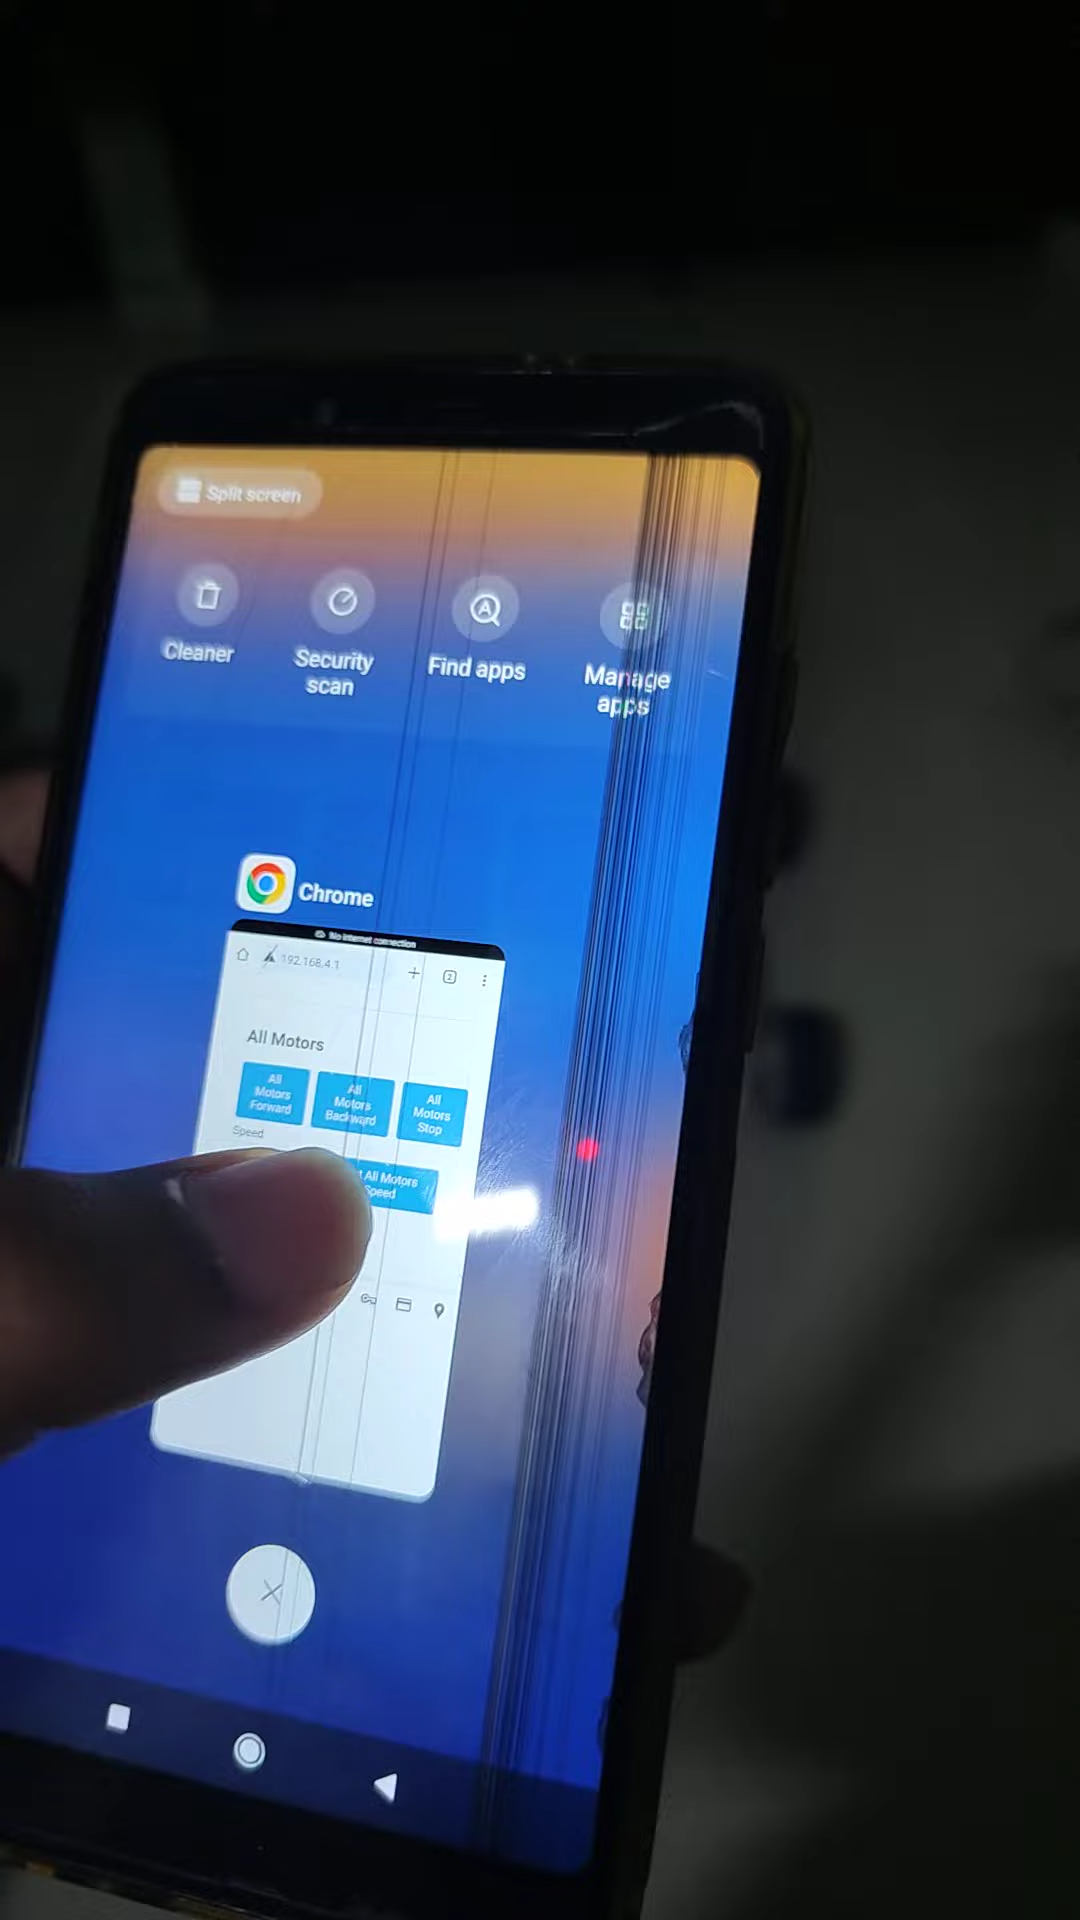 Split screen
Cleaner
Security
scan
Find apps
Manage
apps
Chrome
No internet connection
192.168.4.1
2
All Motors
All
Motors
Forward
All
Motors
Backward
All
Motors
Stop
Speed
All Motors
Speed